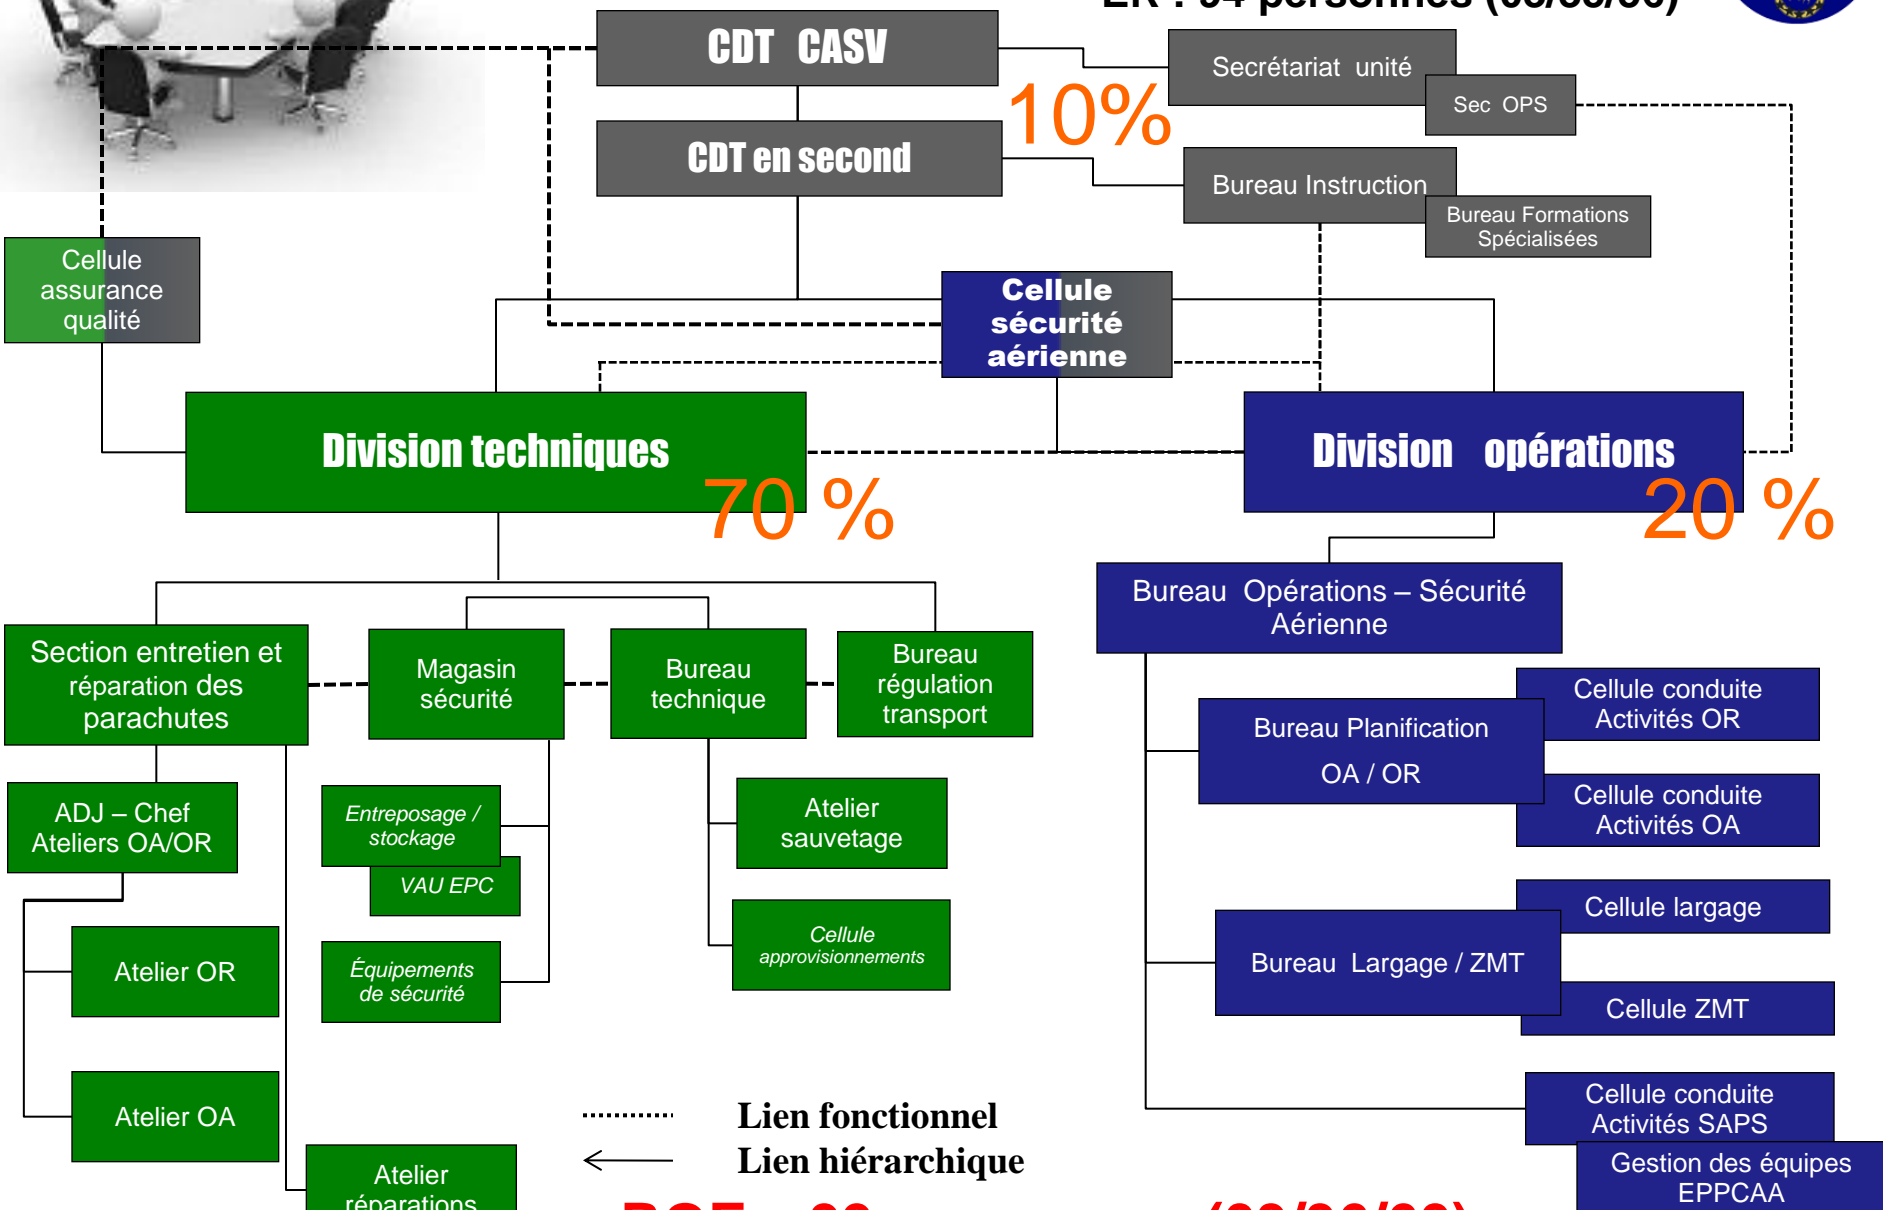 CDT CASV
Secrétariat unité
Sec OPS
10%
CDT en second
Bureau Instruction
Bureau Formations
Spécialisées
Cellule
assurance
qualité
Cellule
sécurité
aérienne
Division techniques
70 %
Division opérations
20 %
Bureau Opérations – Sécurité
Aérienne
Section entretien et
réparation des
parachutes
Magasin
sécurité
Bureau
technique
Bureau
régulation
transport
Cellule conduite
Activités OR
Bureau Planification
OA / OR
Cellule conduite
Activités OA
ADJ – Chef
Ateliers OA/OR
Entreposage /
stockage
VAU EPC
Atelier
sauvetage
Cellule largage
Bureau Largage / ZMT
Cellule ZMT
Cellule
approvisionnements
Équipements
de sécurité
Atelier OR
Atelier OA
Atelier
réparations
Cellule conduite
Activités SAPS
Gestion des équipes
EPPCAA
Lien fonctionnel
Lien hiérarchique